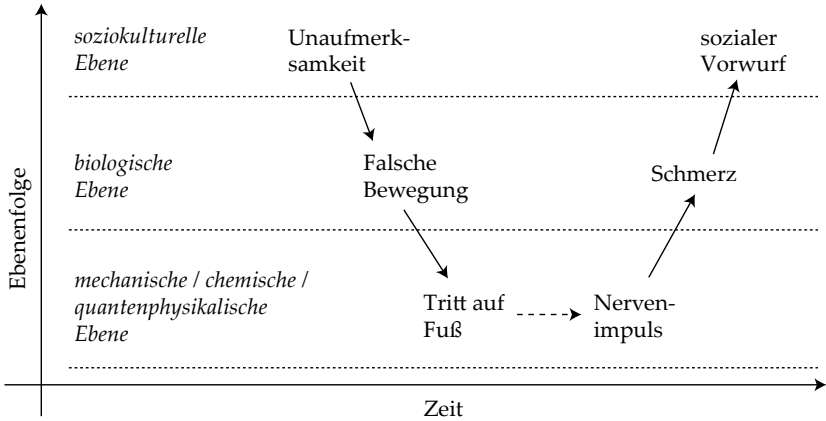 soziokulturelle
Ebene
Unaufmerk-
samkeit
sozialer
Vorwurf
biologische
Ebene
Falsche
Bewegung
Schmerz
mechanische / chemische /
quantenphysikalische
Ebene
Tritt auf
Fuß
Nerven-
impuls
Ebenenfolge
Zeit